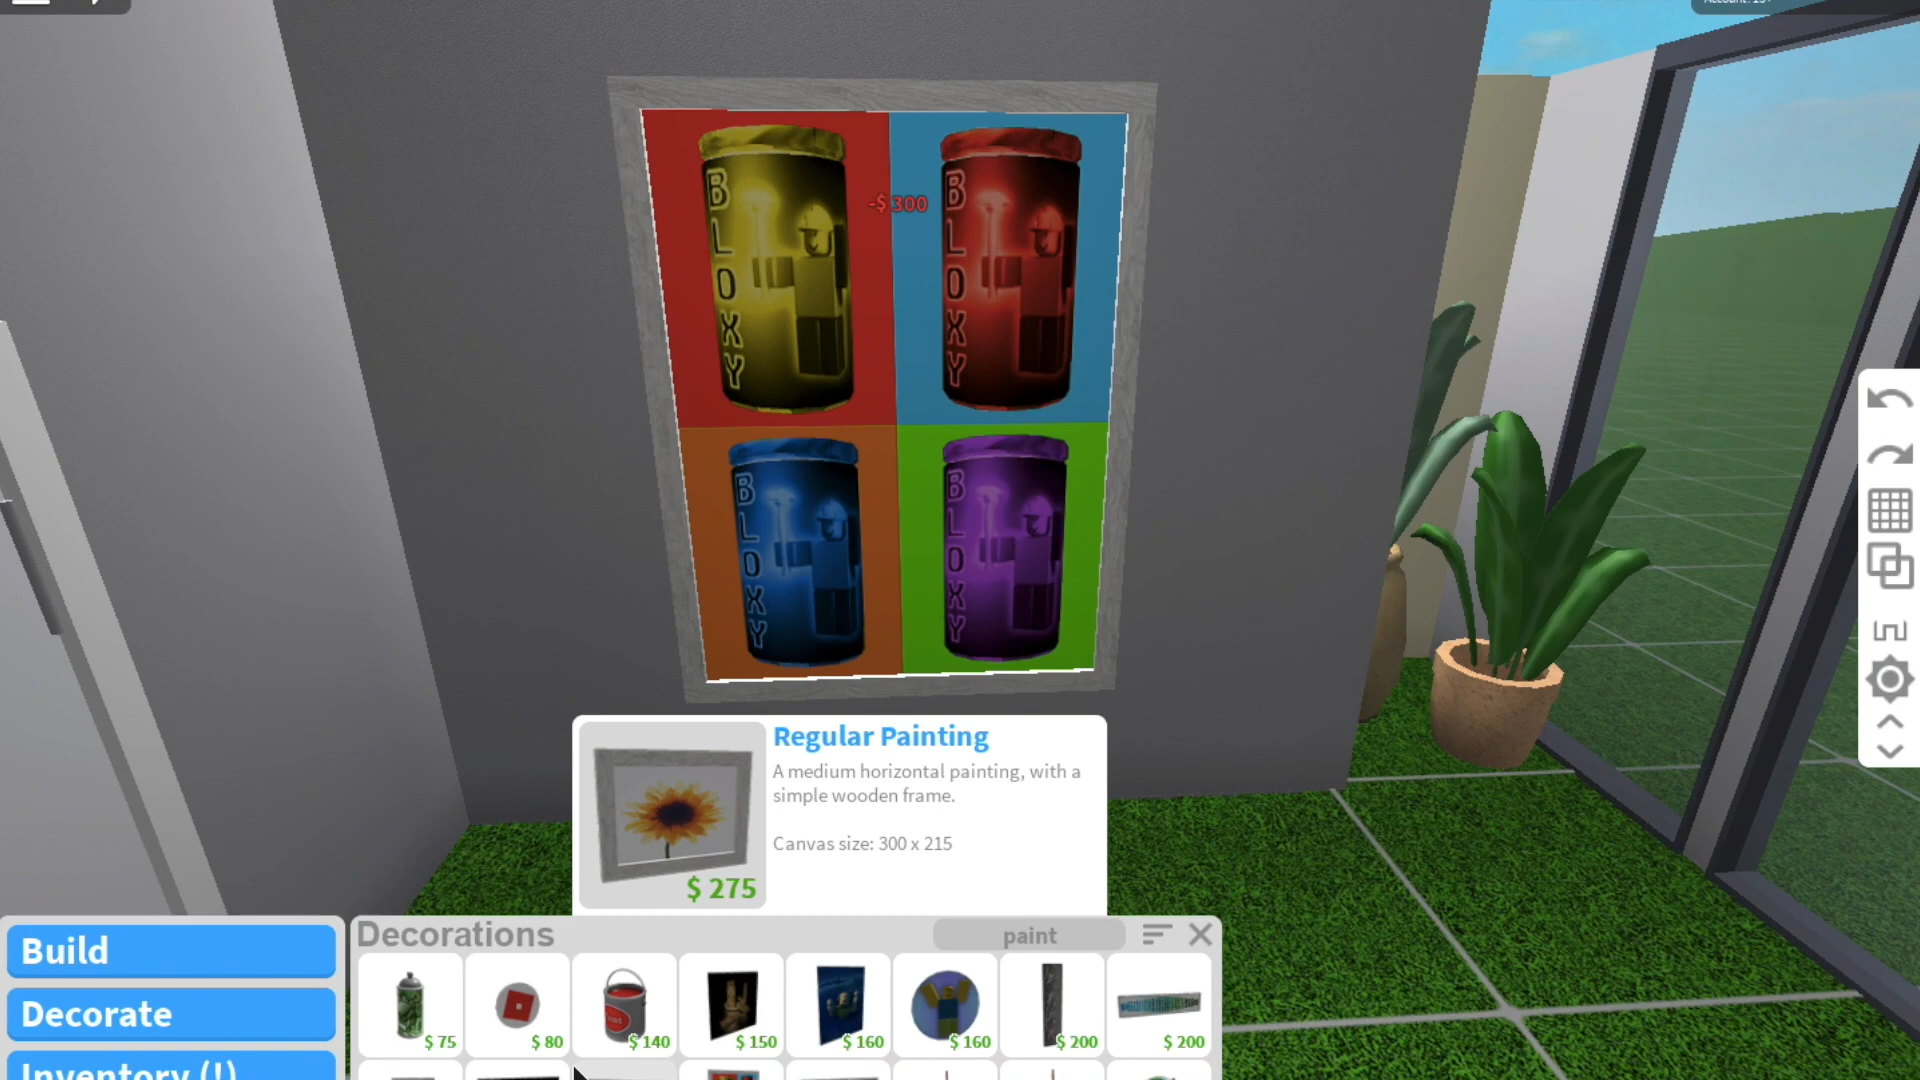 BLOXY
BLOXY
-$ 300
BLOXY
BLOXY
Regular Painting
A medium horizontal painting, with a
simple wooden frame.
Canvas size: 300 x 215
$ 275
Build
Decorate
Inventory (!)
Decorations
paint
$ 75
$ 80
$ 140
$ 150
$ 160
$ 160
$ 200
$ 200